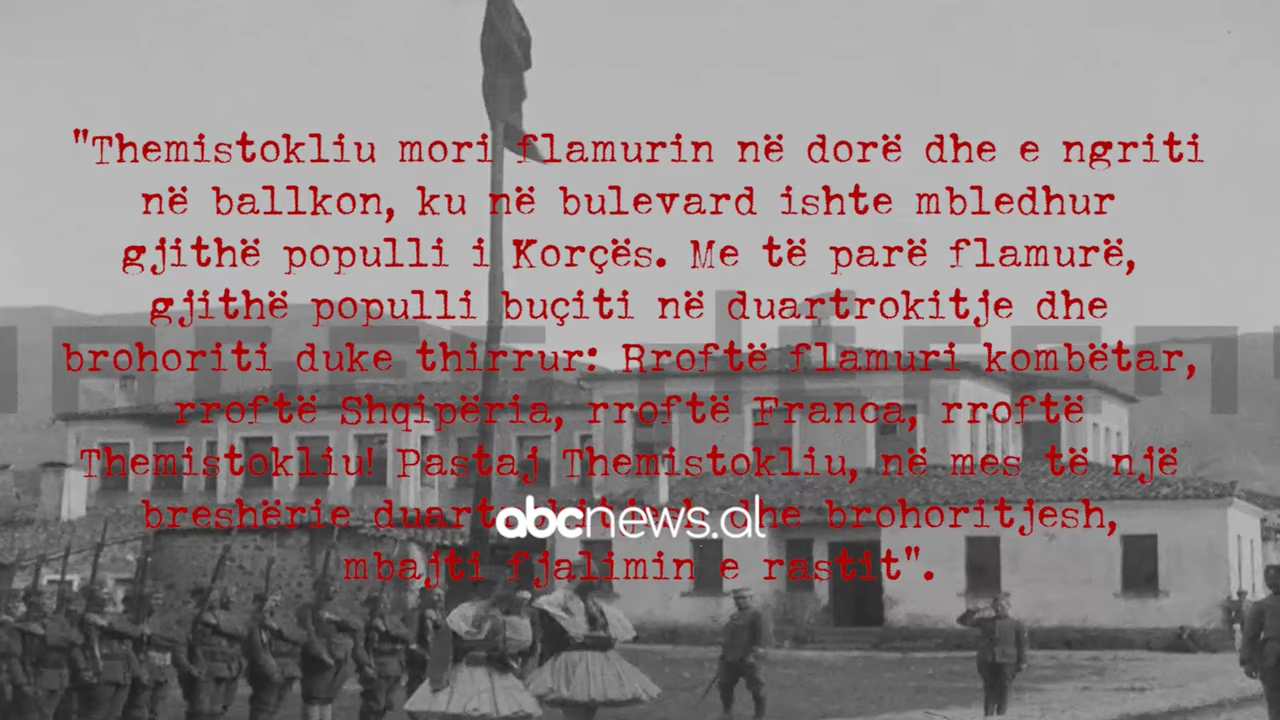 "Themistokliu mori flamurin në dorë dhe e ngriti
në ballkon, ku në bulevard ishte mbledhur
gjithë populli i Korçës. Me të parë flamurë,
gjithë populli buçiti në duartrokitje dhe
brohoriti duke thirrur: Rroftë flamuri kombëtar,
rroftë Shqipëria, rroftë Franca, rroftë
Themistokliu! Pastaj Themistokliu, në mes të një
breshërie duartrokitjesh dhe brohoritjesh,
abcnews.al
mbajti fjalimin e rastit".